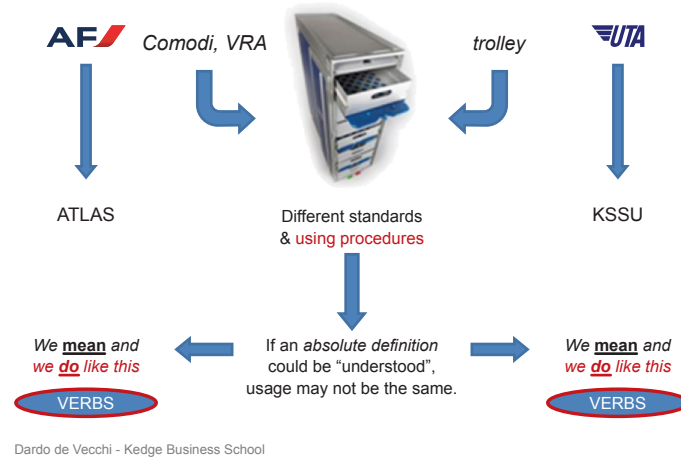 AF
Comodi, VRA
trolley
UTA
ATLAS
Different standards
& using procedures
KSSU
We mean and
we do like this
VERBS
If an absolute definition
could be “understood”,
usage may not be the same.
We mean and
we do like this
VERBS
Dardo de Vecchi - Kedge Business School